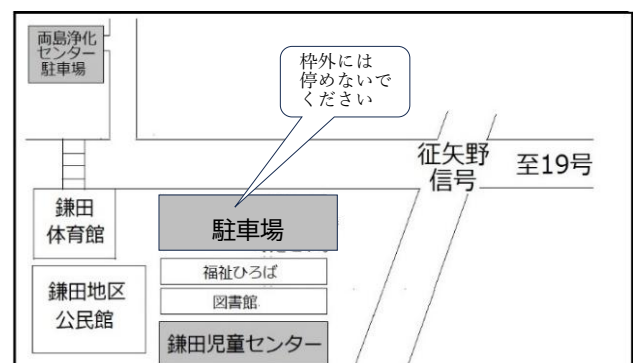 両島浄化
センター
駐車場
枠外には
停めないで
ください
征矢野
信号
至19号
鎌田
体育館
駐車場
福祉ひろば
図書館
鎌田地区
公民館
鎌田児童センター